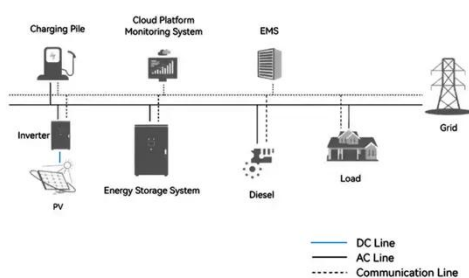 Charging Pile
Cloud Platform
Monitoring System
EMS
Grid
Inverter
PV
Energy Storage System
Diesel
Load
DC Line
AC Line
Communication Line